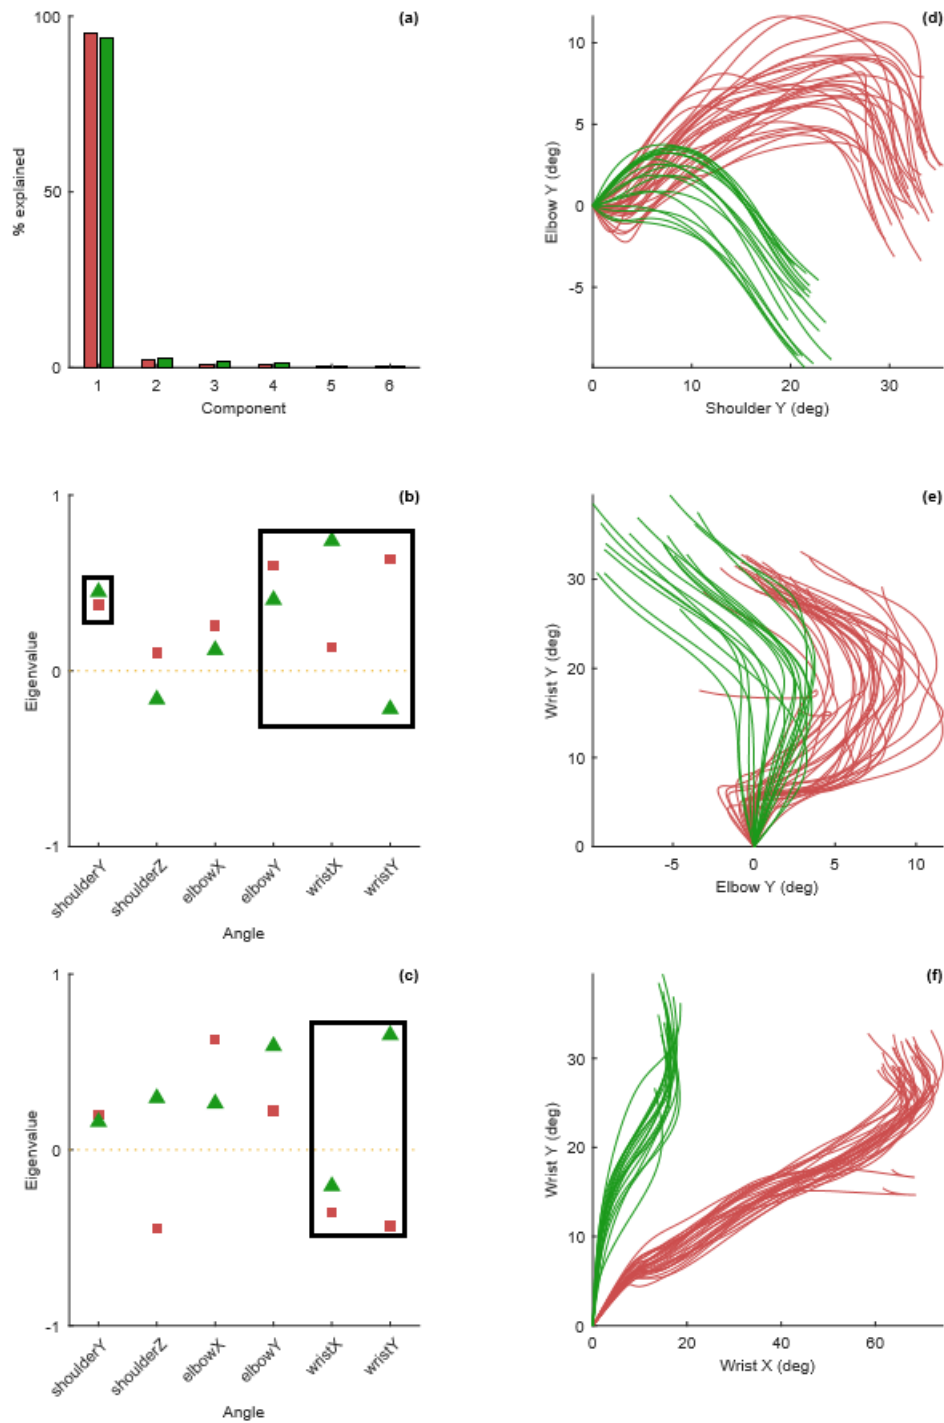 (a)
100
50
0
% explained
1 2 3 4 5 6
Component
(d)
10
5
0
-5
Elbow Y (deg)
0 10 20 30
Shoulder Y (deg)
(b)
1
0
-1
Eigenvalue
shoulderY shoulderZ elbowX elbowY wristX wristY
Angle
(e)
30
20
10
0
Wrist Y (deg)
-5 0 5 10
Elbow Y (deg)
(c)
1
0
-1
Eigenvalue
shoulderY shoulderZ elbowX elbowY wristX wristY
Angle
(f)
30
20
10
0
Wrist Y (deg)
0 20 40 60
Wrist X (deg)